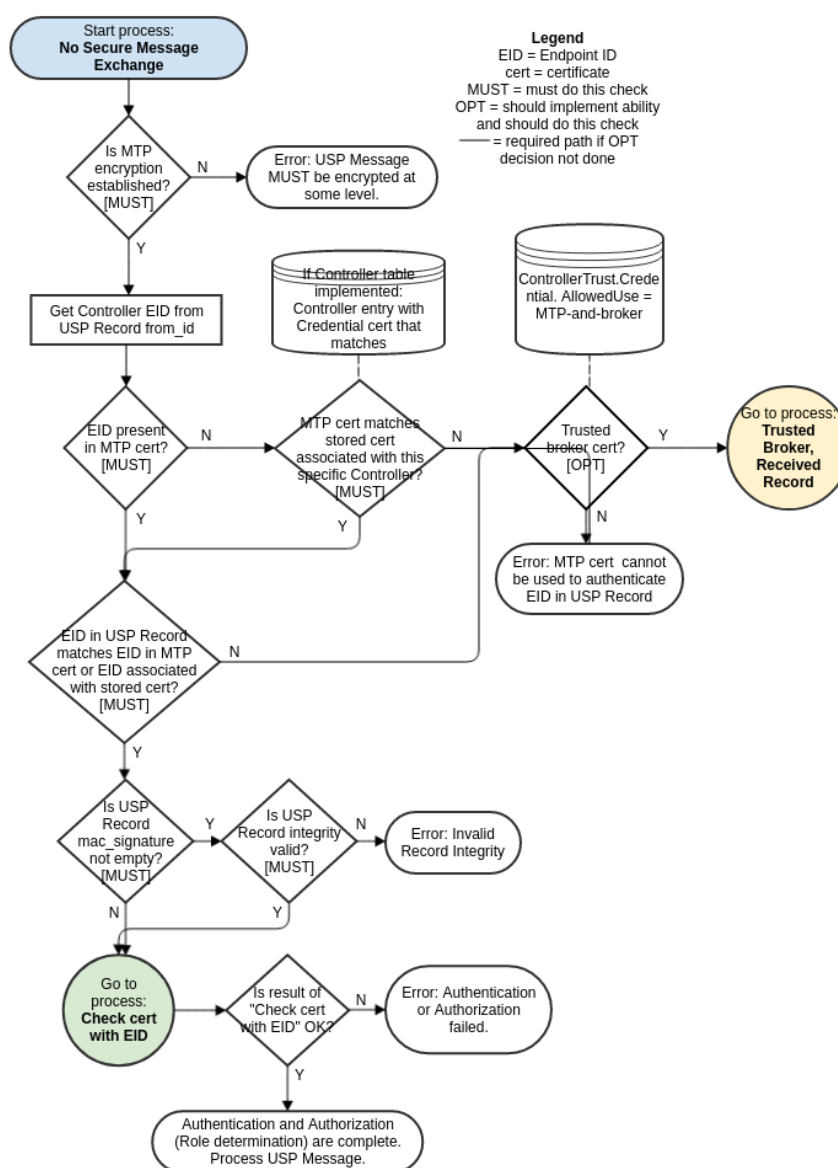 Start process:
No Secure Message
Exchange
Legend
EID = Endpoint ID
cert = certificate
MUST = must do this check
OPT = should implement ability
and should do this check
= required path if OPT
decision not done
Is MTP
encryption
established?
[MUST]
N
Error: USP Message
MUST be encrypted at
some level.
Y
Get Controller EID from
USP Record from_id
If Controller table
implemented:
Controller entry with
Credential cert that
matches
ControllerTrust.Crede
ntial. AllowedUse =
MTP-and-broker
EID present
in MTP cert?
[MUST]
N
MTP cert matches
stored cert
associated with this
specific Controller?
[MUST]
N
Trusted
broker cert?
[OPT]
Y
Go to process:
Trusted
Broker,
Received
Record
Y
Y
N
Error: MTP cert  cannot
be used to authenticate
EID in USP Record
EID in USP Record
matches EID in MTP
cert or EID associated
with stored cert?
[MUST]
N
Y
Is USP
Record
mac_signature
not empty?
[MUST]
Y
Is USP
Record integrity
valid?
[MUST]
N
Error: Invalid
Record Integrity
N
Y
Go to
process:
Check cert
with EID
Is result of
"Check cert
with EID" OK?
N
Error: Authentication
or Authorization
failed.
Y
Authentication and Authorization
(Role determination) are complete.
Process USP Message.